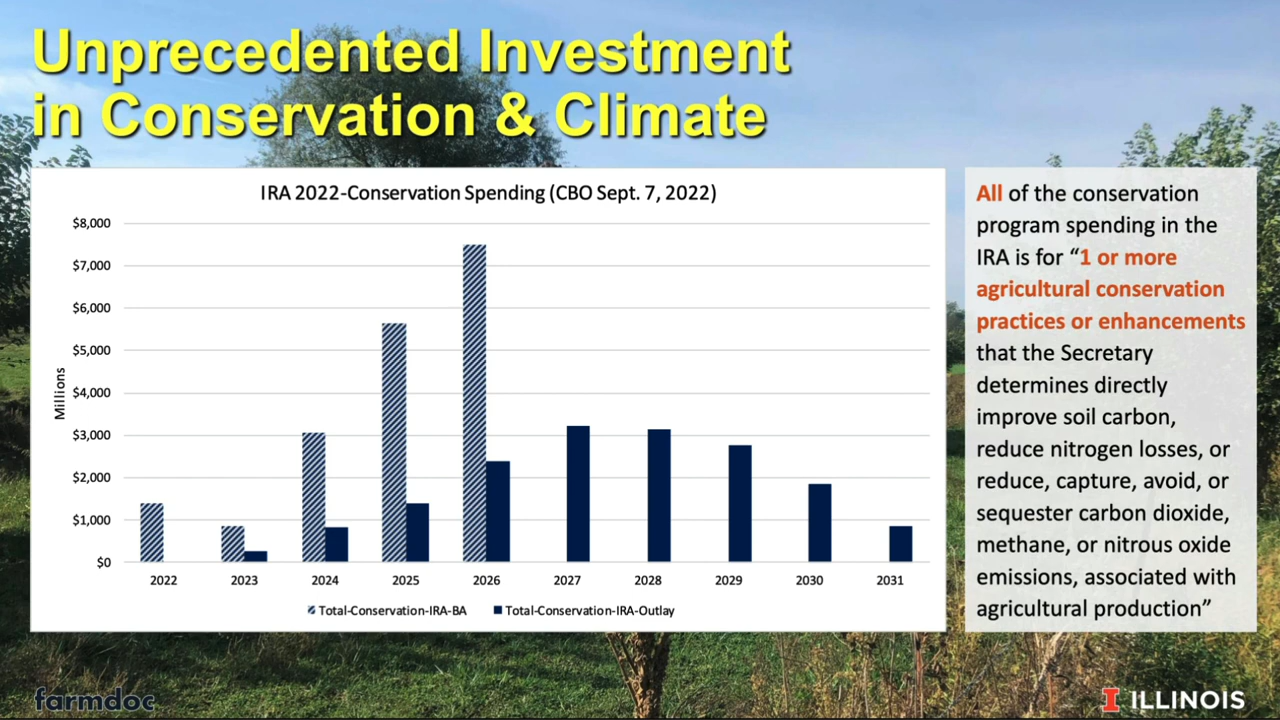 Unprecedented Investment
in Conservation & Climate
IRA 2022-Conservation Spending (CBO Sept. 7, 2022)
Millions
$8,000
$7,000
$6,000
$5,000
$4,000
$3,000
$2,000
$1,000
$0
2022 2023 2024 2025 2026 2027 2028 2029 2030 2031
Total-Conservation-IRA-BA Total-Conservation-IRA-Outlay
All of the conservation
program spending in the
IRA is for “1 or more
agricultural conservation
practices or enhancements
that the Secretary
determines directly
improve soil carbon,
reduce nitrogen losses, or
reduce, capture, avoid, or
sequester carbon dioxide,
methane, or nitrous oxide
emissions, associated with
agricultural production”
farmdoc
I ILLINOIS